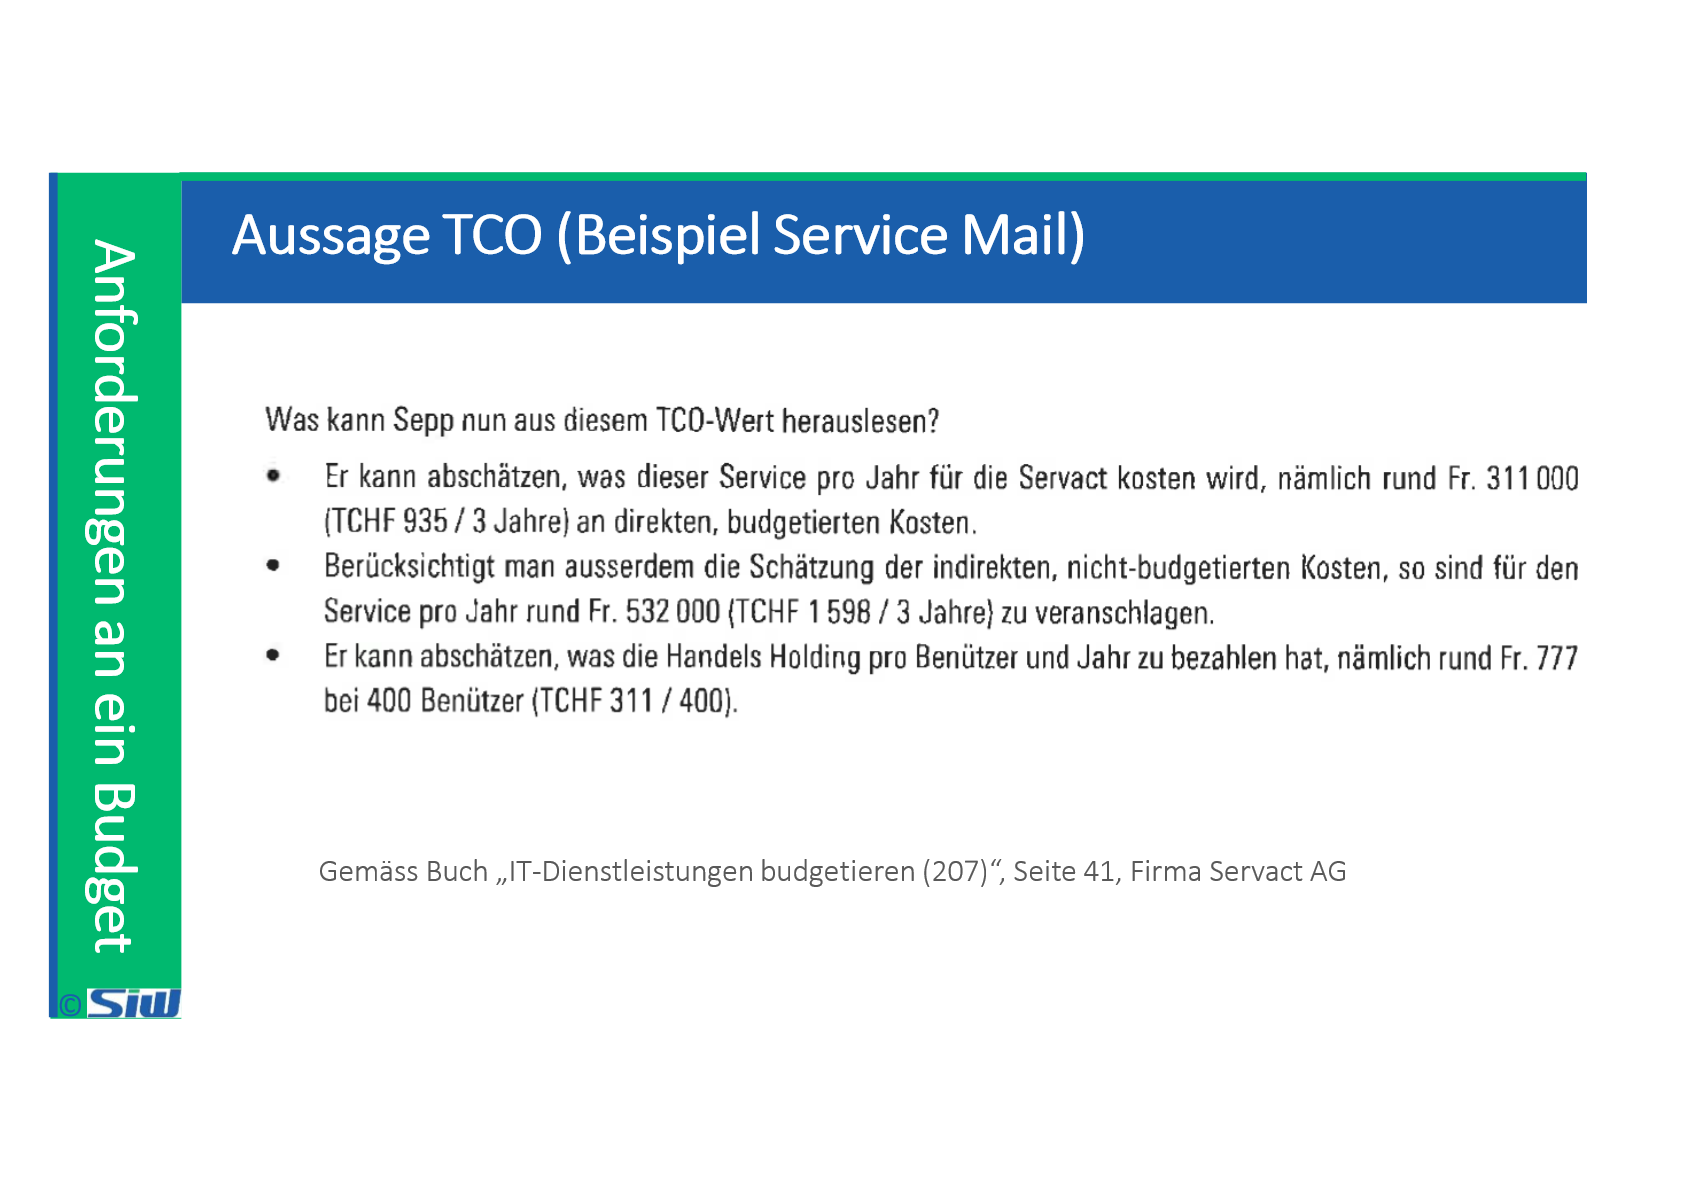 Aussage TCO (Beispiel Service Mail)
Anforderungen an ein Budget
Was kann Sepp nun aus diesem TCO-Wert herauslesen?
• Er kann abschätzen, was dieser Service pro Jahr für die Servact kosten wird, nämlich rund Fr. 311 000
(TCHF 935 / 3 Jahre) an direkten, budgetierten Kosten.
• Berücksichtigt man ausserdem die Schätzung der indirekten, nicht-budgetierten Kosten, so sind für den
Service pro Jahr rund Fr. 532 000 (TCHF 1 598 / 3 Jahre) zu veranschlagen.
• Er kann abschätzen, was die Handels Holding pro Benützer und Jahr zu bezahlen hat, nämlich rund Fr. 777
bei 400 Benützer (TCHF 311 / 400).
Gemäss Buch „IT-Dienstleistungen budgetieren (207)“, Seite 41, Firma Servact AG
© Siw